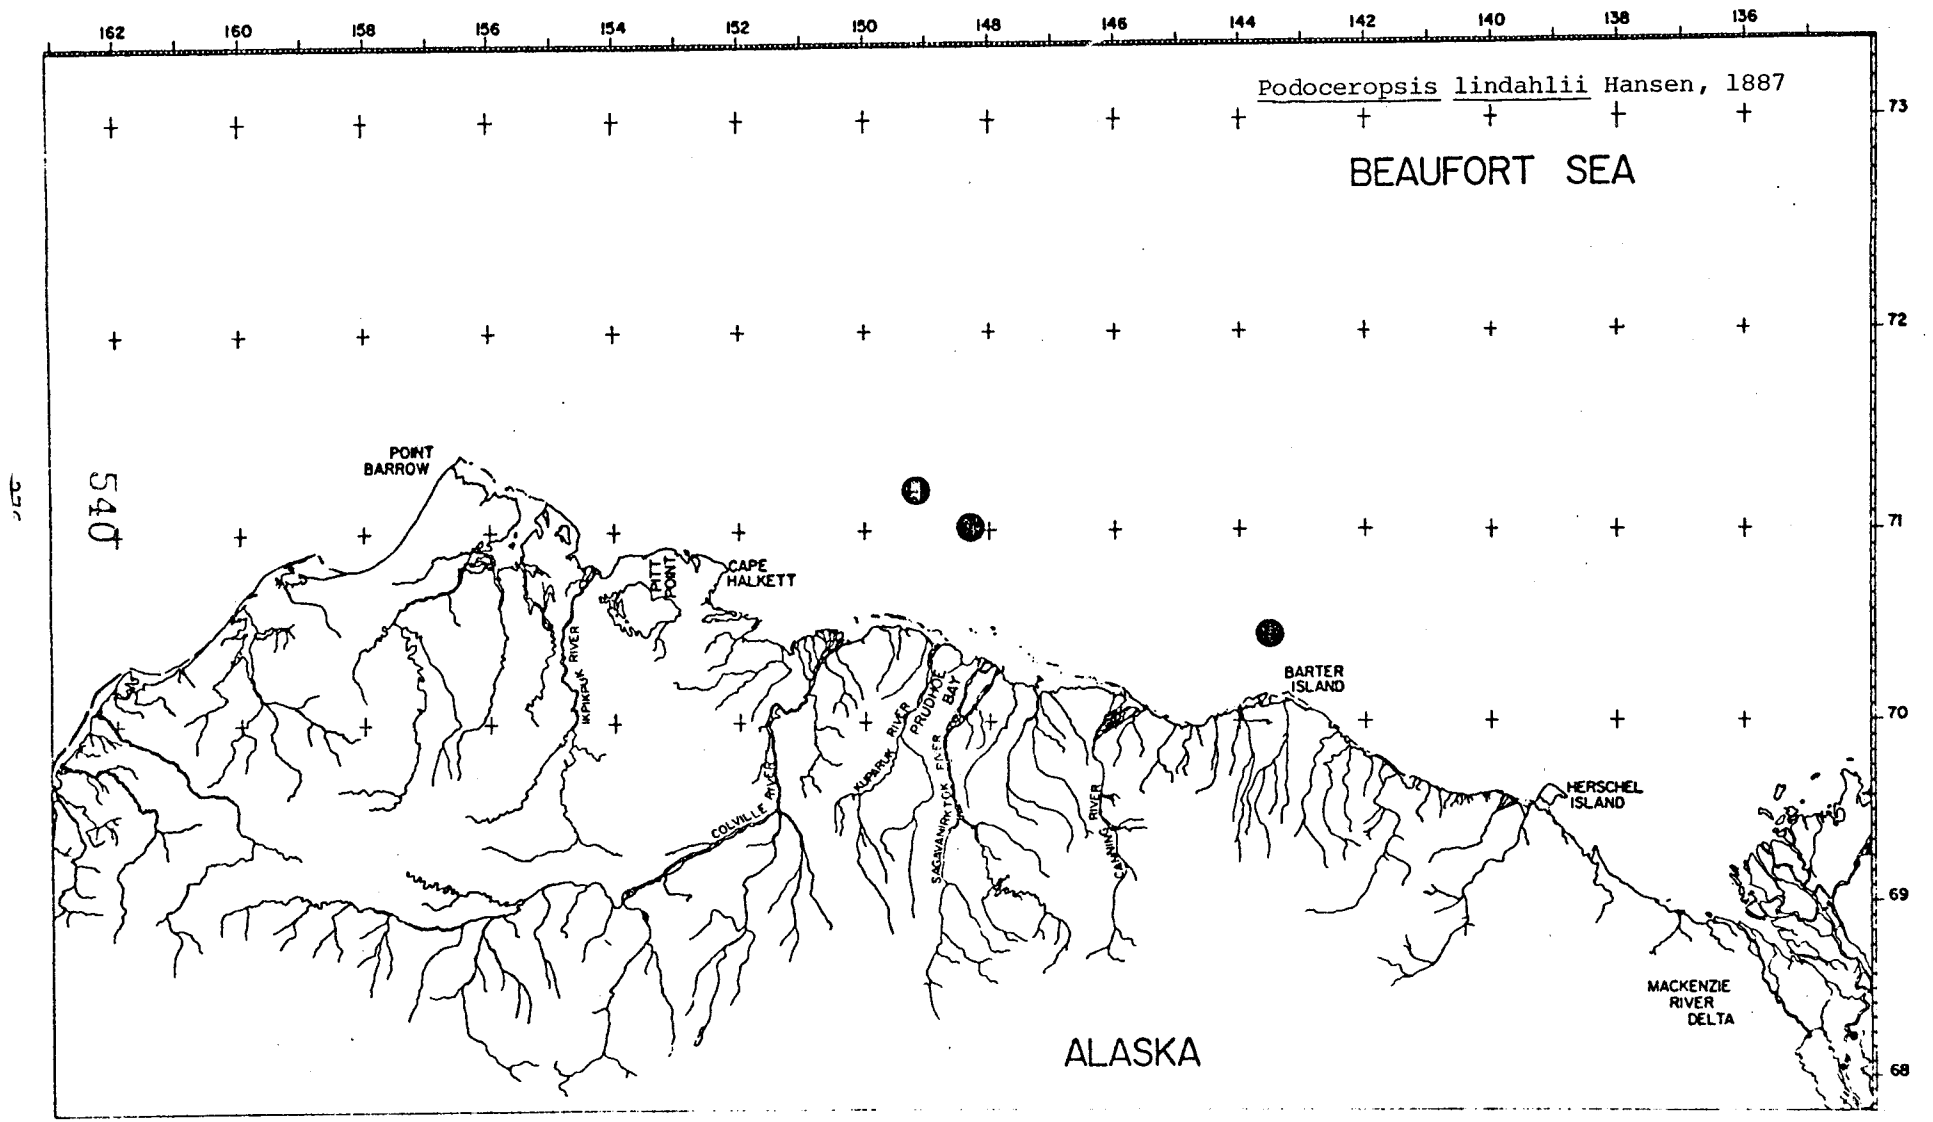 162 160 158 156 154 152 150 148 146 144 142 140 138 136
Podoceropsis lindahlii Hansen, 1887
73
BEAUFORT SEA
72
POINT
BARROW
540
71
CAPE
HALKETT
PITT
POINT
BARTER
ISLAND
IKPIKPUK RIVER
PRUDHOE
BAY
70
KUPARUK RIVER
HERSCHEL
ISLAND
COLVILLE RIVER
SAGAVANIRKTOK RIVER
CANNING RIVER
69
MACKENZIE
RIVER
DELTA
ALASKA
68